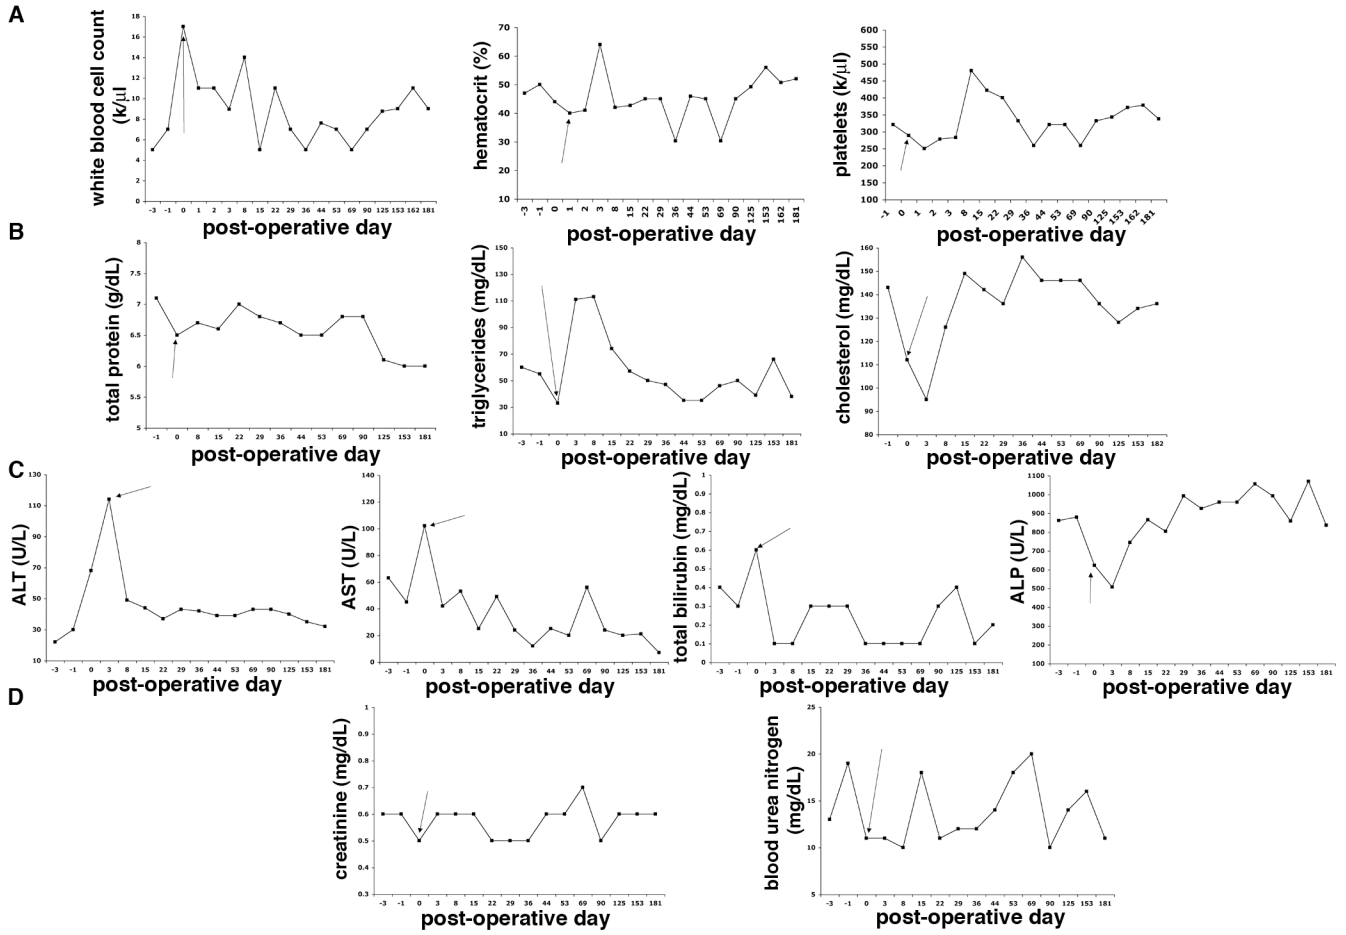 A
white blood cell count
(k/μl)
18
16
14
12
10
8
6
4
2
0
-3 -1 0 1 2 3 8 15 22 29 36 44 53 69 90 125 153 162 181
post-operative day
hematocrit (%)
70
60
50
40
30
20
10
-3 -1 0 1 2 3 8 15 22 29 36 44 53 69 90 125 153 162 181
post-operative day
platelets (k/μl)
600
550
500
450
400
350
300
250
200
150
100
-1 0 1 2 3 8 15 22 29 36 44 53 69 90 125 153 162 181
post-operative day
B
total protein (g/dL)
8
7.5
7
6.5
6
5.5
5
-1 0 8 15 22 29 36 44 53 69 90 125 153 181
post-operative day
triglycerides (mg/dL)
150
130
110
90
70
50
30
10
-3 -1 0 3 8 15 22 29 36 44 53 69 90 125 153 181
post-operative day
cholesterol (mg/dL)
160
150
140
130
120
110
100
90
80
-1 0 3 8 15 22 29 36 44 53 69 90 125 153 182
post-operative day
C
ALT (U/L)
130
110
90
70
50
30
10
-3 -1 0 3 8 15 22 29 36 44 53 69 90 125 153 181
post-operative day
AST (U/L)
140
120
100
80
60
40
20
0
-3 -1 0 3 8 15 22 29 36 44 53 69 90 125 153 181
post-operative day
total bilirubin (mg/dL)
1
0.9
0.8
0.7
0.6
0.5
0.4
0.3
0.2
0.1
0
-3 -1 0 3 8 15 22 29 36 44 53 69 90 125 153 181
post-operative day
ALP (U/L)
1100
1000
900
800
700
600
500
400
300
200
100
-3 -1 0 3 8 15 22 29 36 44 53 69 90 125 153 181
post-operative day
D
creatinine (mg/dL)
1
0.9
0.8
0.7
0.6
0.5
0.4
0.3
-3 -1 0 3 8 15 22 29 36 44 53 69 90 125 153 181
post-operative day
blood urea nitrogen
(mg/dL)
25
20
15
10
5
-3 -1 0 3 8 15 22 29 36 44 53 69 90 125 153 181
post-operative day